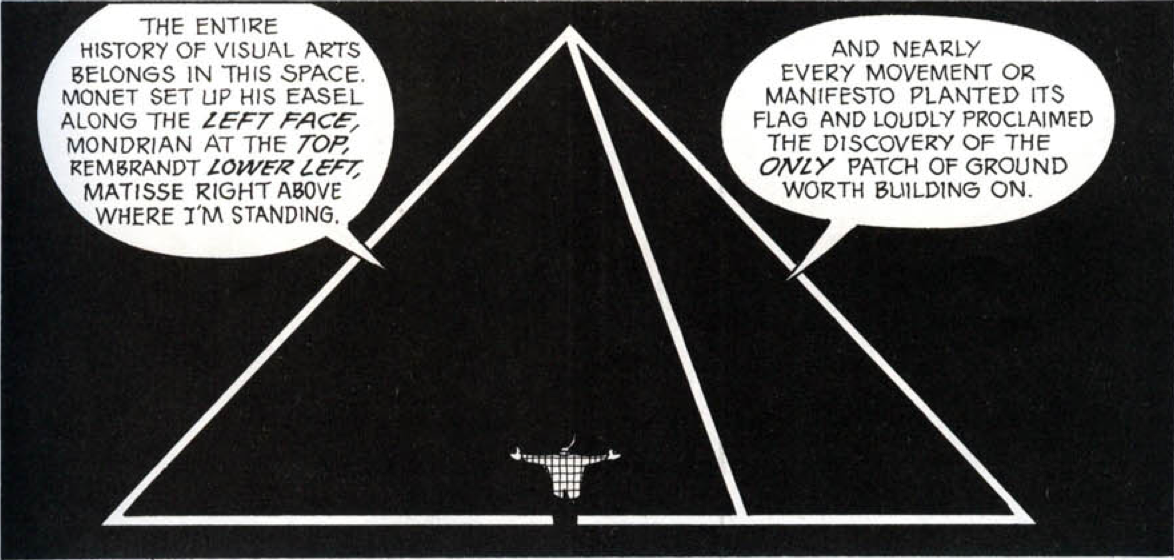 THE ENTIRE
HISTORY OF VISUAL ARTS
BELONGS IN THIS SPACE.
MONET SET UP HIS EASEL
ALONG THE LEFT FACE,
MONDRIAN AT THE TOP,
REMBRANDT LOWER LEFT,
MATISSE RIGHT ABOVE
WHERE I'M STANDING.
AND NEARLY
EVERY MOVEMENT OR
MANIFESTO PLANTED ITS
FLAG AND LOUDLY PROCLAIMED
THE DISCOVERY OF THE
ONLY PATCH OF GROUND
WORTH BUILDING ON.